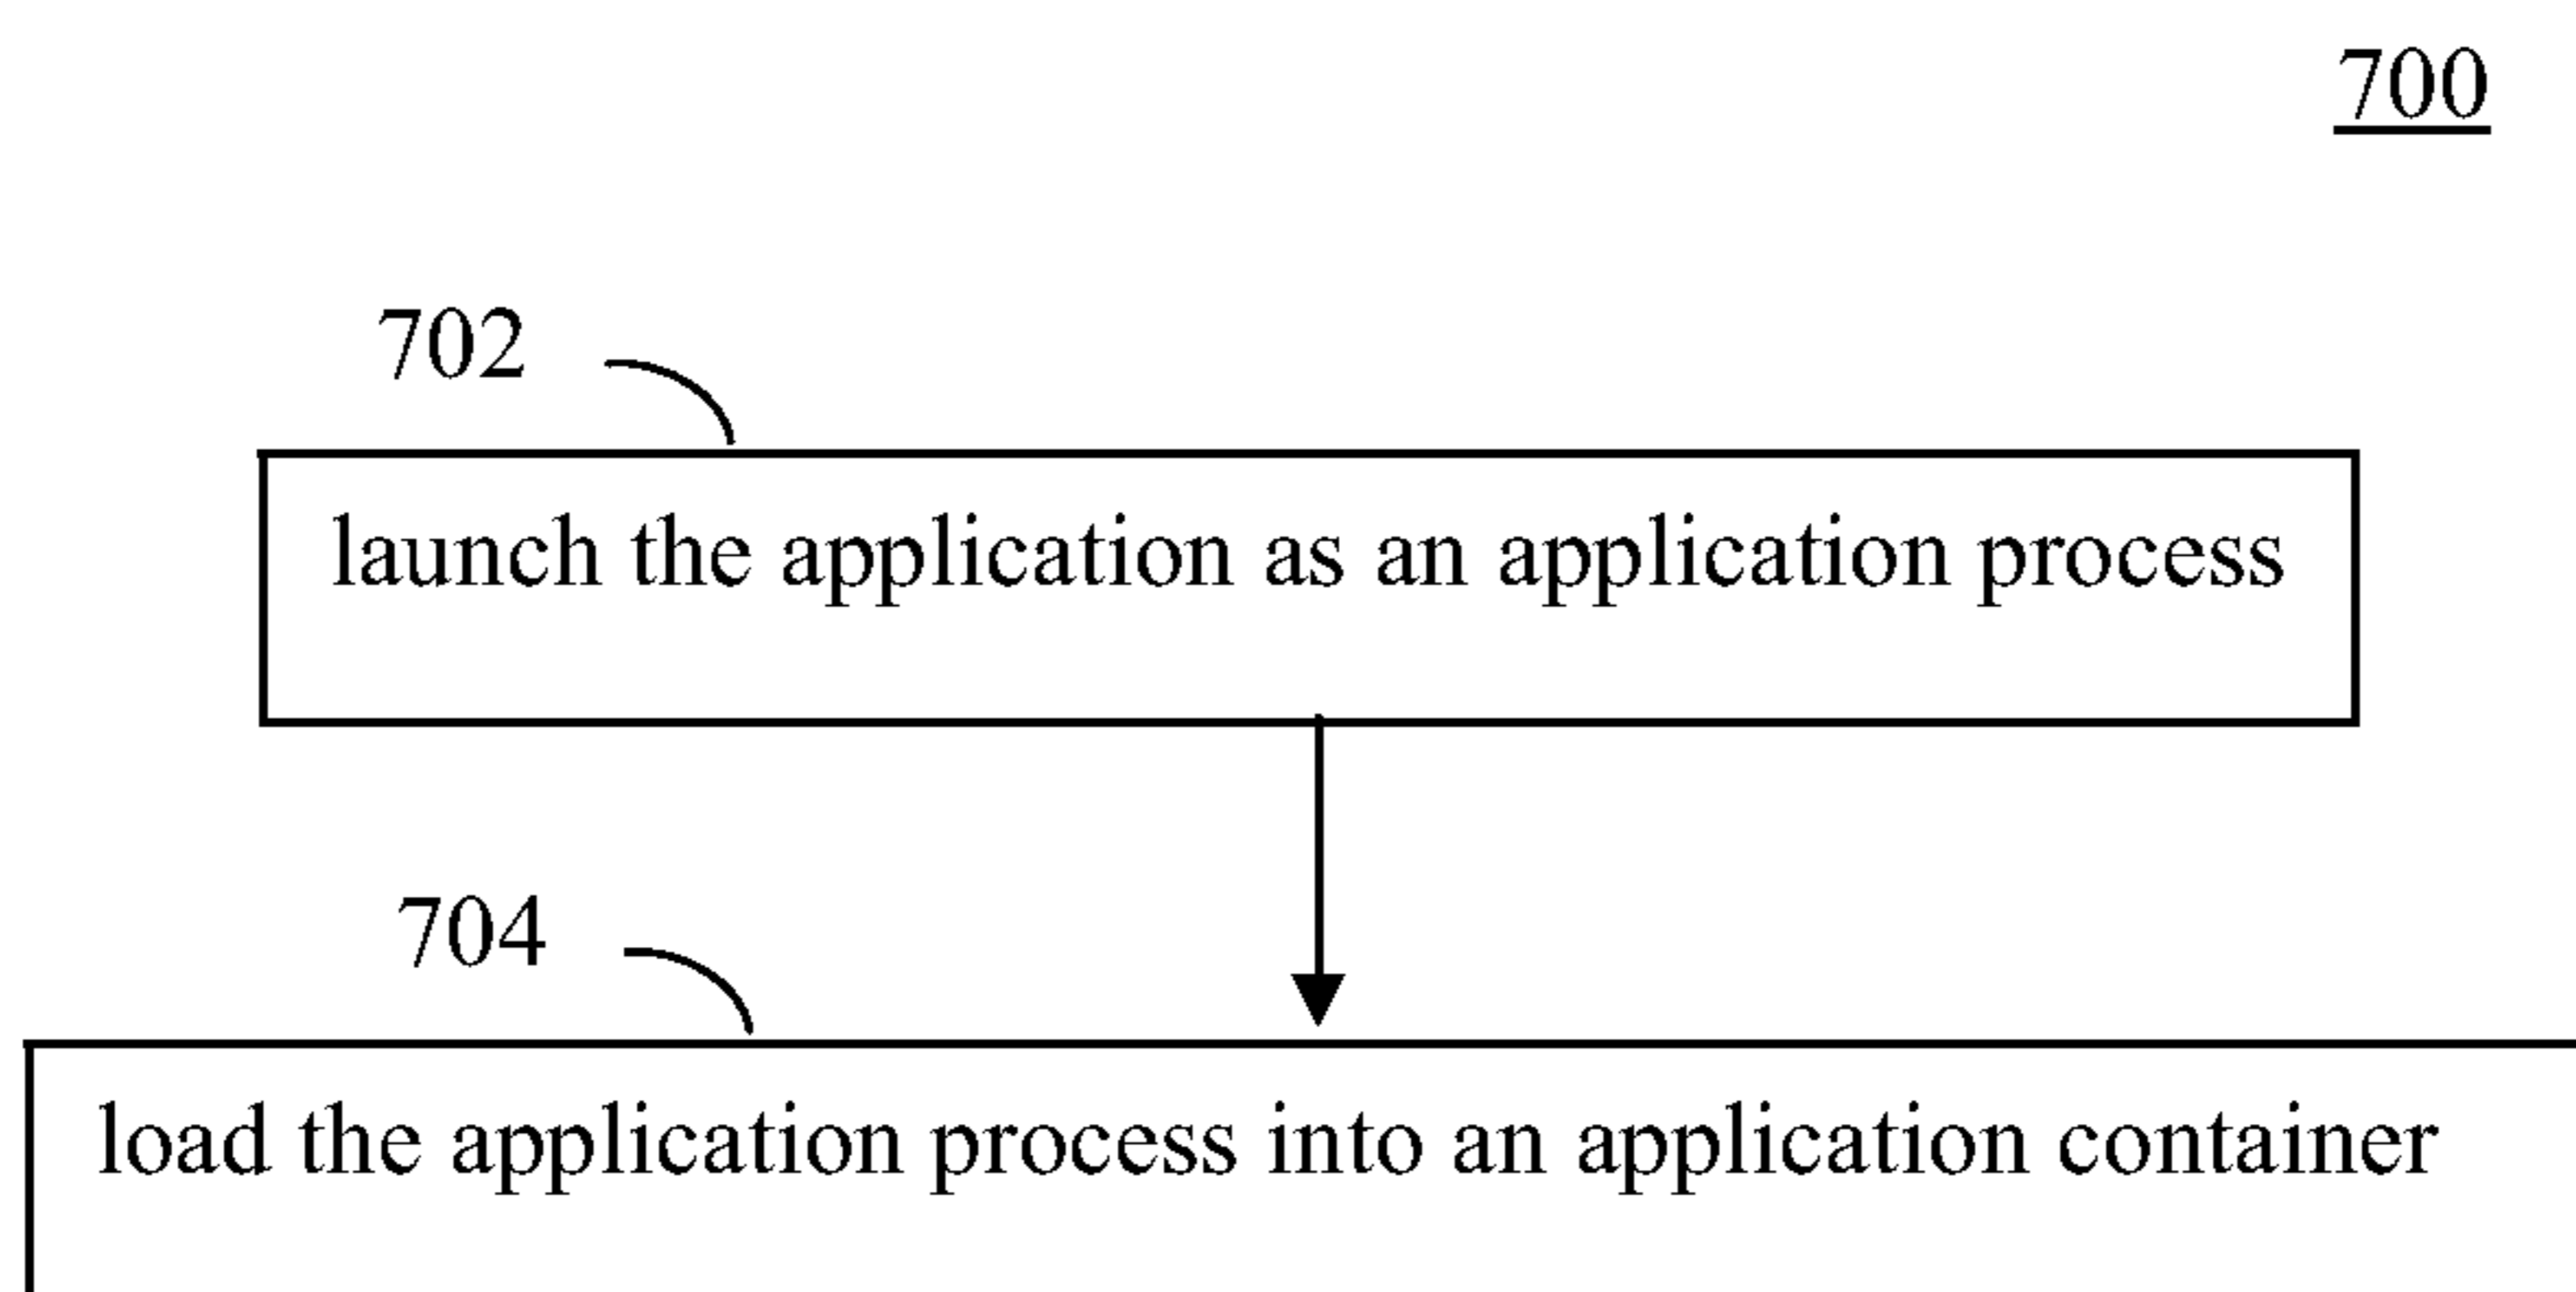 700
702
launch the application as an application process
704
load the application process into an application container